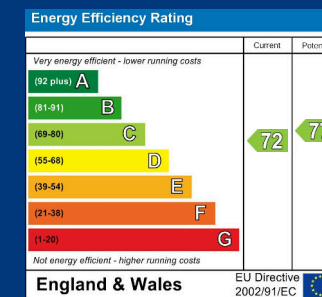 Energy Efficiency Rating
Current
Very energy efficient - lower running costs
(92 plus) A
(81-91) B
(69-80) C
72
(55-68) D
(39-54) E
(21-38) F
(1-20) G
Not energy efficient - higher running costs
England & Wales
EU Directive
2002/91/EC